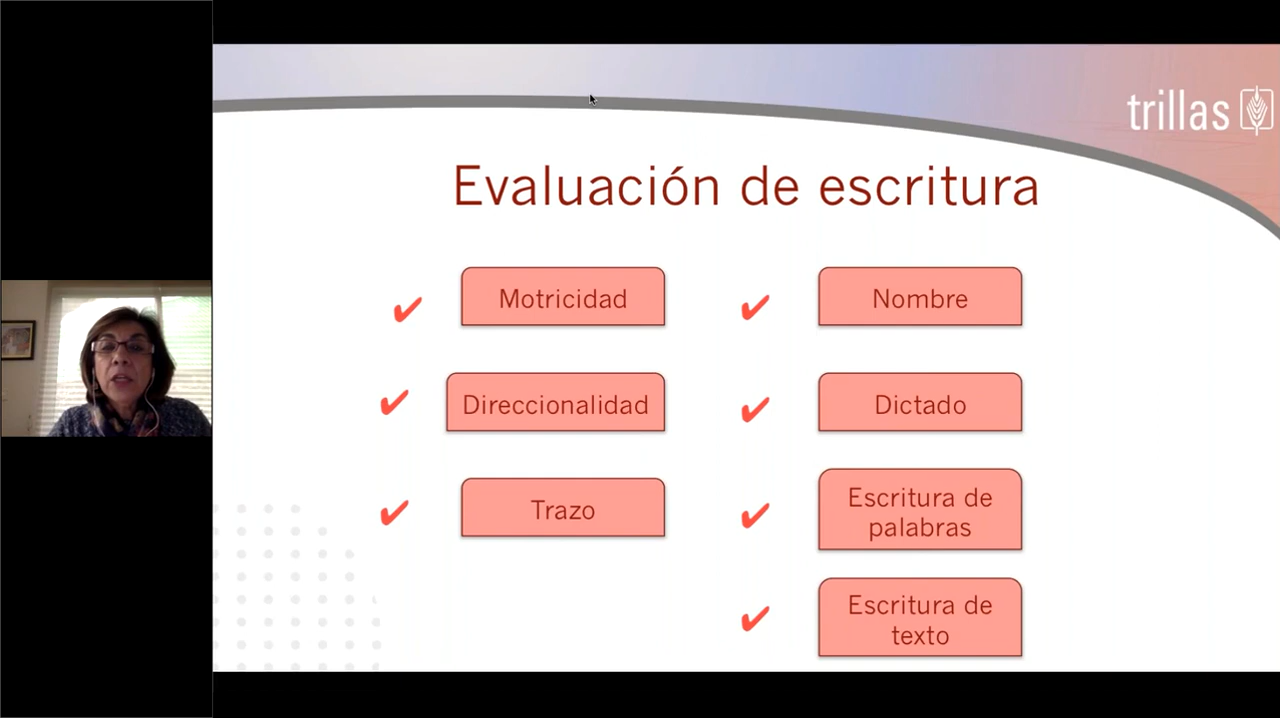 trillas
Evaluación de escritura
Motricidad
Direccionalidad
Trazo
Nombre
Dictado
Escritura de
palabras
Escritura de
texto